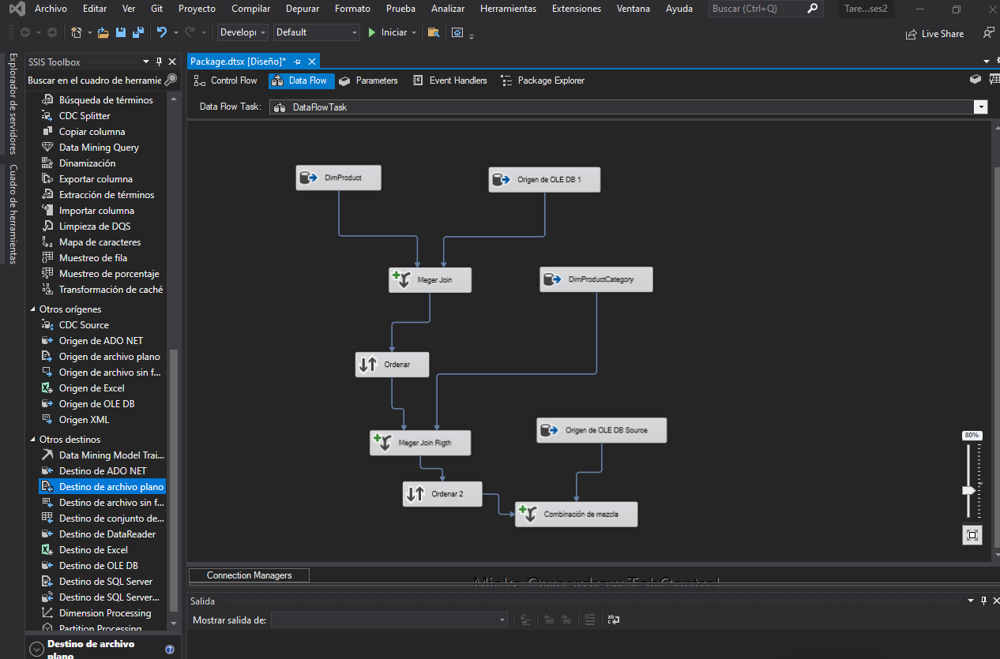 Archivo Editar Ver Git Proyecto Compilar Depurar Formato Prueba Analizar Herramientas Extensiones Ventana Ayuda Buscar (Ctrl+Q) Tare...ses2
Developı Default Iniciar Live Share
Explorador de servidores
Cuadro de herramientas
SSIS Toolbox
Buscar en el cuadro de herramie
Búsqueda de términos
CDC Splitter
Copiar columna
Data Mining Query
Dinamización
Exportar columna
Extracción de términos
Importar columna
Limpieza de DQS
Mapa de caracteres
Muestreo de fila
Muestreo de porcentaje
Transformación de caché
Otros orígenes
CDC Source
Origen de ADO NET
Origen de archivo plano
Origen de archivo sin f...
Origen de Excel
Origen de OLE DB
Origen XML
Otros destinos
Data Mining Model Trai...
Destino de ADO NET
Destino de archivo plano
Destino de archivo sin f...
Destino de conjunto de...
Destino de DataReader
Destino de Excel
Destino de OLE DB
Destino de SQL Server
Destino de SQL Server...
Dimension Processing
Partition Processing
Destino de archivo
plano
Package.dtsx [Diseño]*
Control Flow Data Flow Parameters Event Handlers Package Explorer
Data Flow Task: DataFlowTask
DimProduct
Origen de OLE DB 1
Meger Join
DimProductCategory
Ordenar
Meger Join Rigth
Origen de OLE DB Source
Ordenar 2
Combinación de mezcla
80%
Connection Managers
Salida
Mostrar salida de: